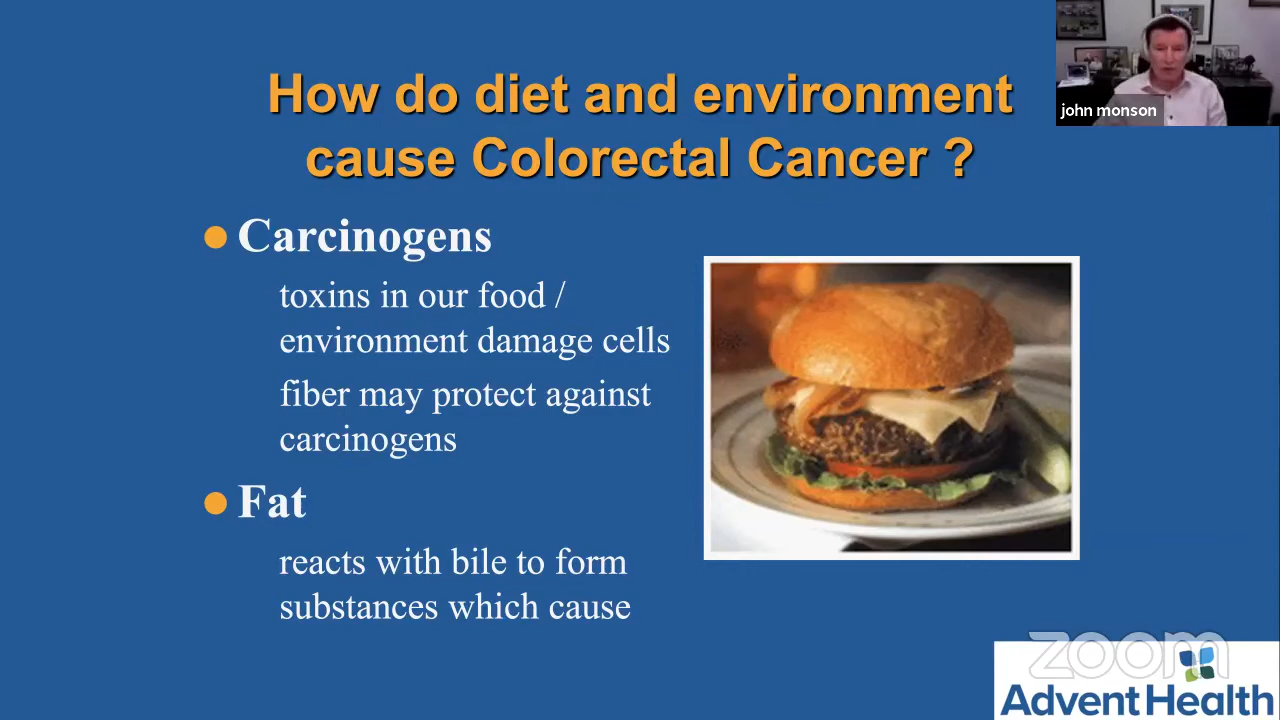 How do diet and environment
cause Colorectal Cancer ?
john monson
Carcinogens
toxins in our food /
environment damage cells
fiber may protect against
carcinogens
Fat
reacts with bile to form
substances which cause
zoom
AdventHealth